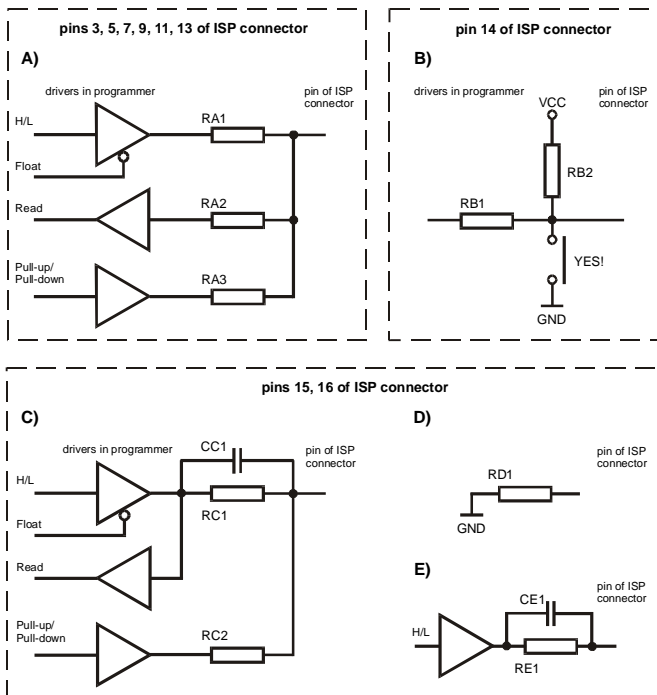 pins 3, 5, 7, 9, 11, 13 of ISP connector
A)
drivers in programmer
pin of ISP
connector
H/L
RA1
Float
Read
RA2
Pull-up/
Pull-down
RA3
pin 14 of ISP connector
B)
drivers in programmer
pin of ISP
connector
VCC
RB2
RB1
YES!
GND
pins 15, 16 of ISP connector
C)
drivers in programmer
CC1
pin of ISP
connector
H/L
RC1
Float
Read
Pull-up/
Pull-down
RC2
D)
pin of ISP
connector
RD1
GND
E)
pin of ISP
connector
CE1
H/L
RE1